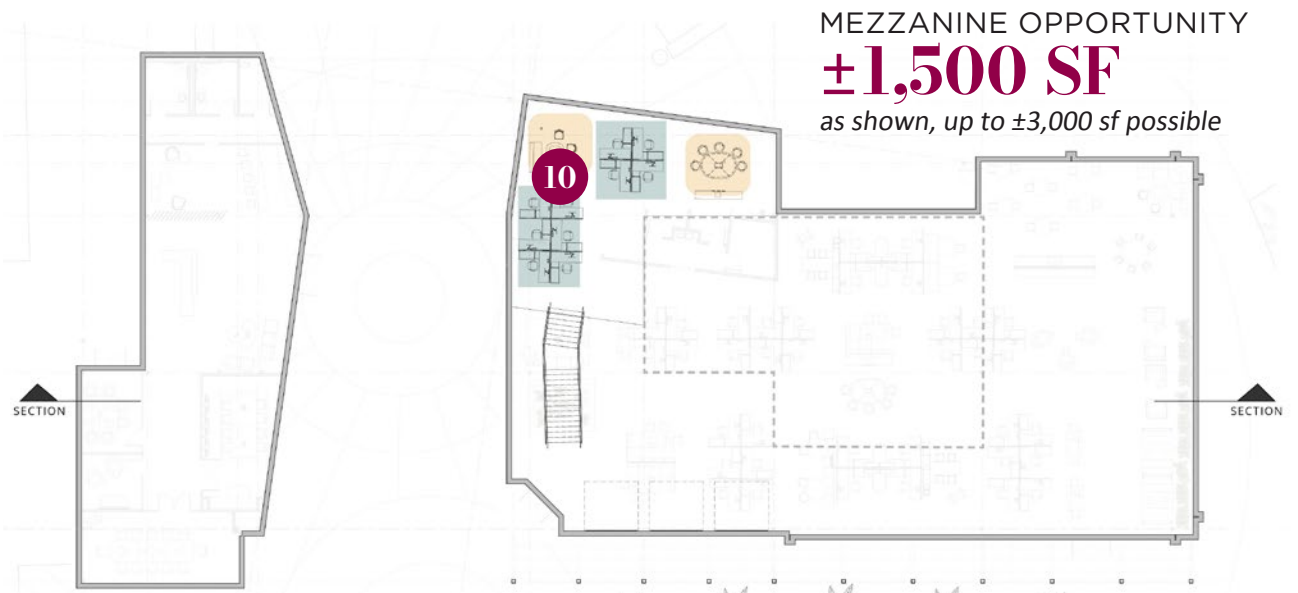 MEZZANINE OPPORTUNITY
±1,500 SF
as shown, up to ±3,000 sf possible
10
SECTION
SECTION